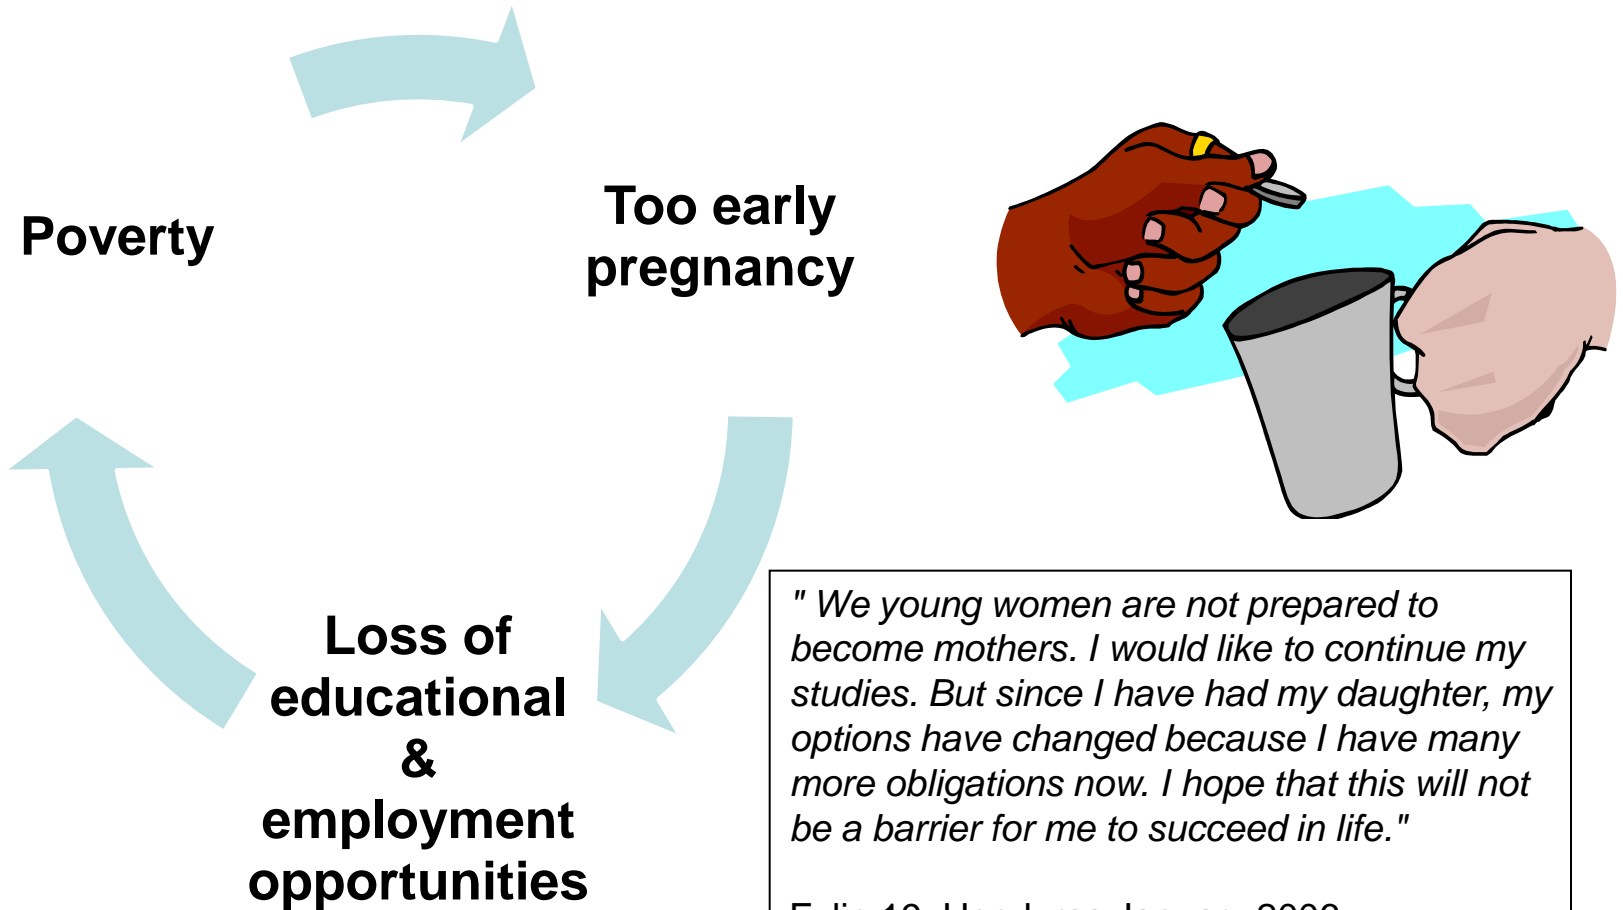 Poverty
Too early
pregnancy
Loss of
educational
&
employment
opportunities
" We young women are not prepared to
become mothers. I would like to continue my
studies. But since I have had my daughter, my
options have changed because I have many
more obligations now. I hope that this will not
be a barrier for me to succeed in life."